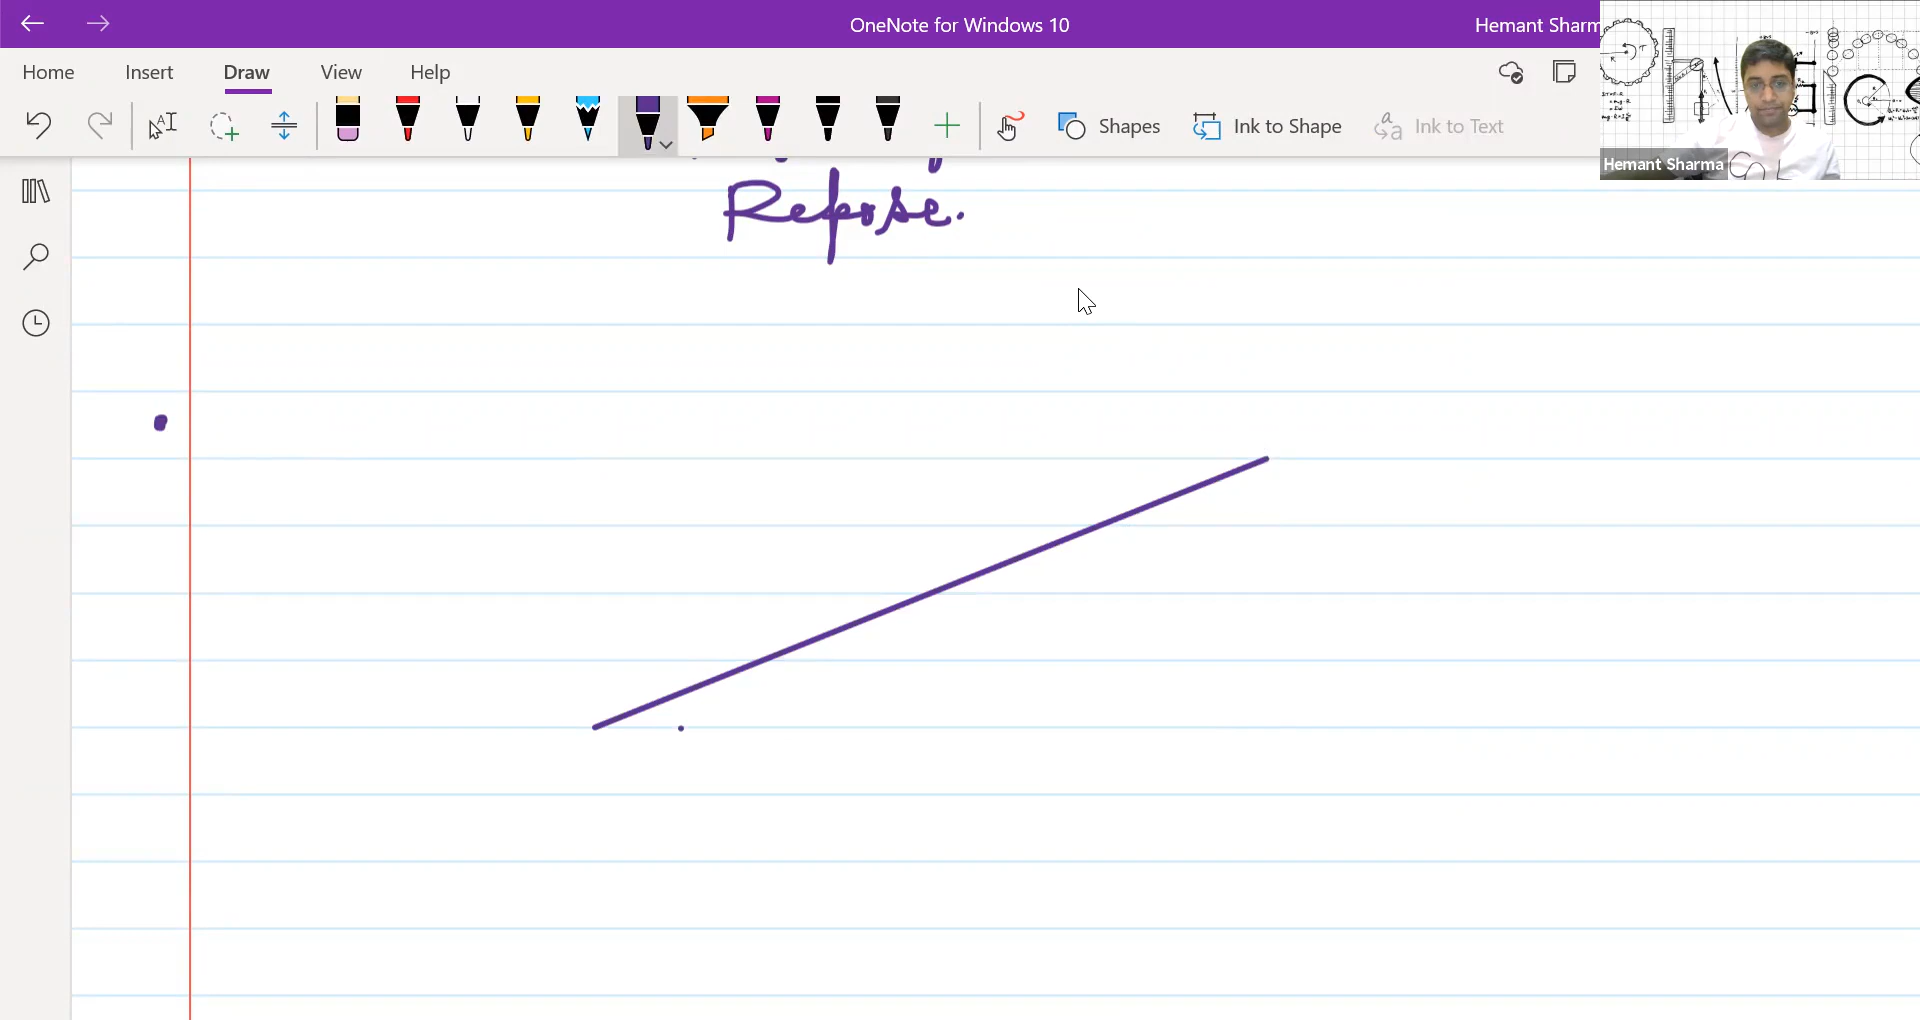 OneNote for Windows 10
Hemant Sharm
Home Insert Draw View Help
Shapes Ink to Shape Ink to Text
Hemant Sharma
Repose.